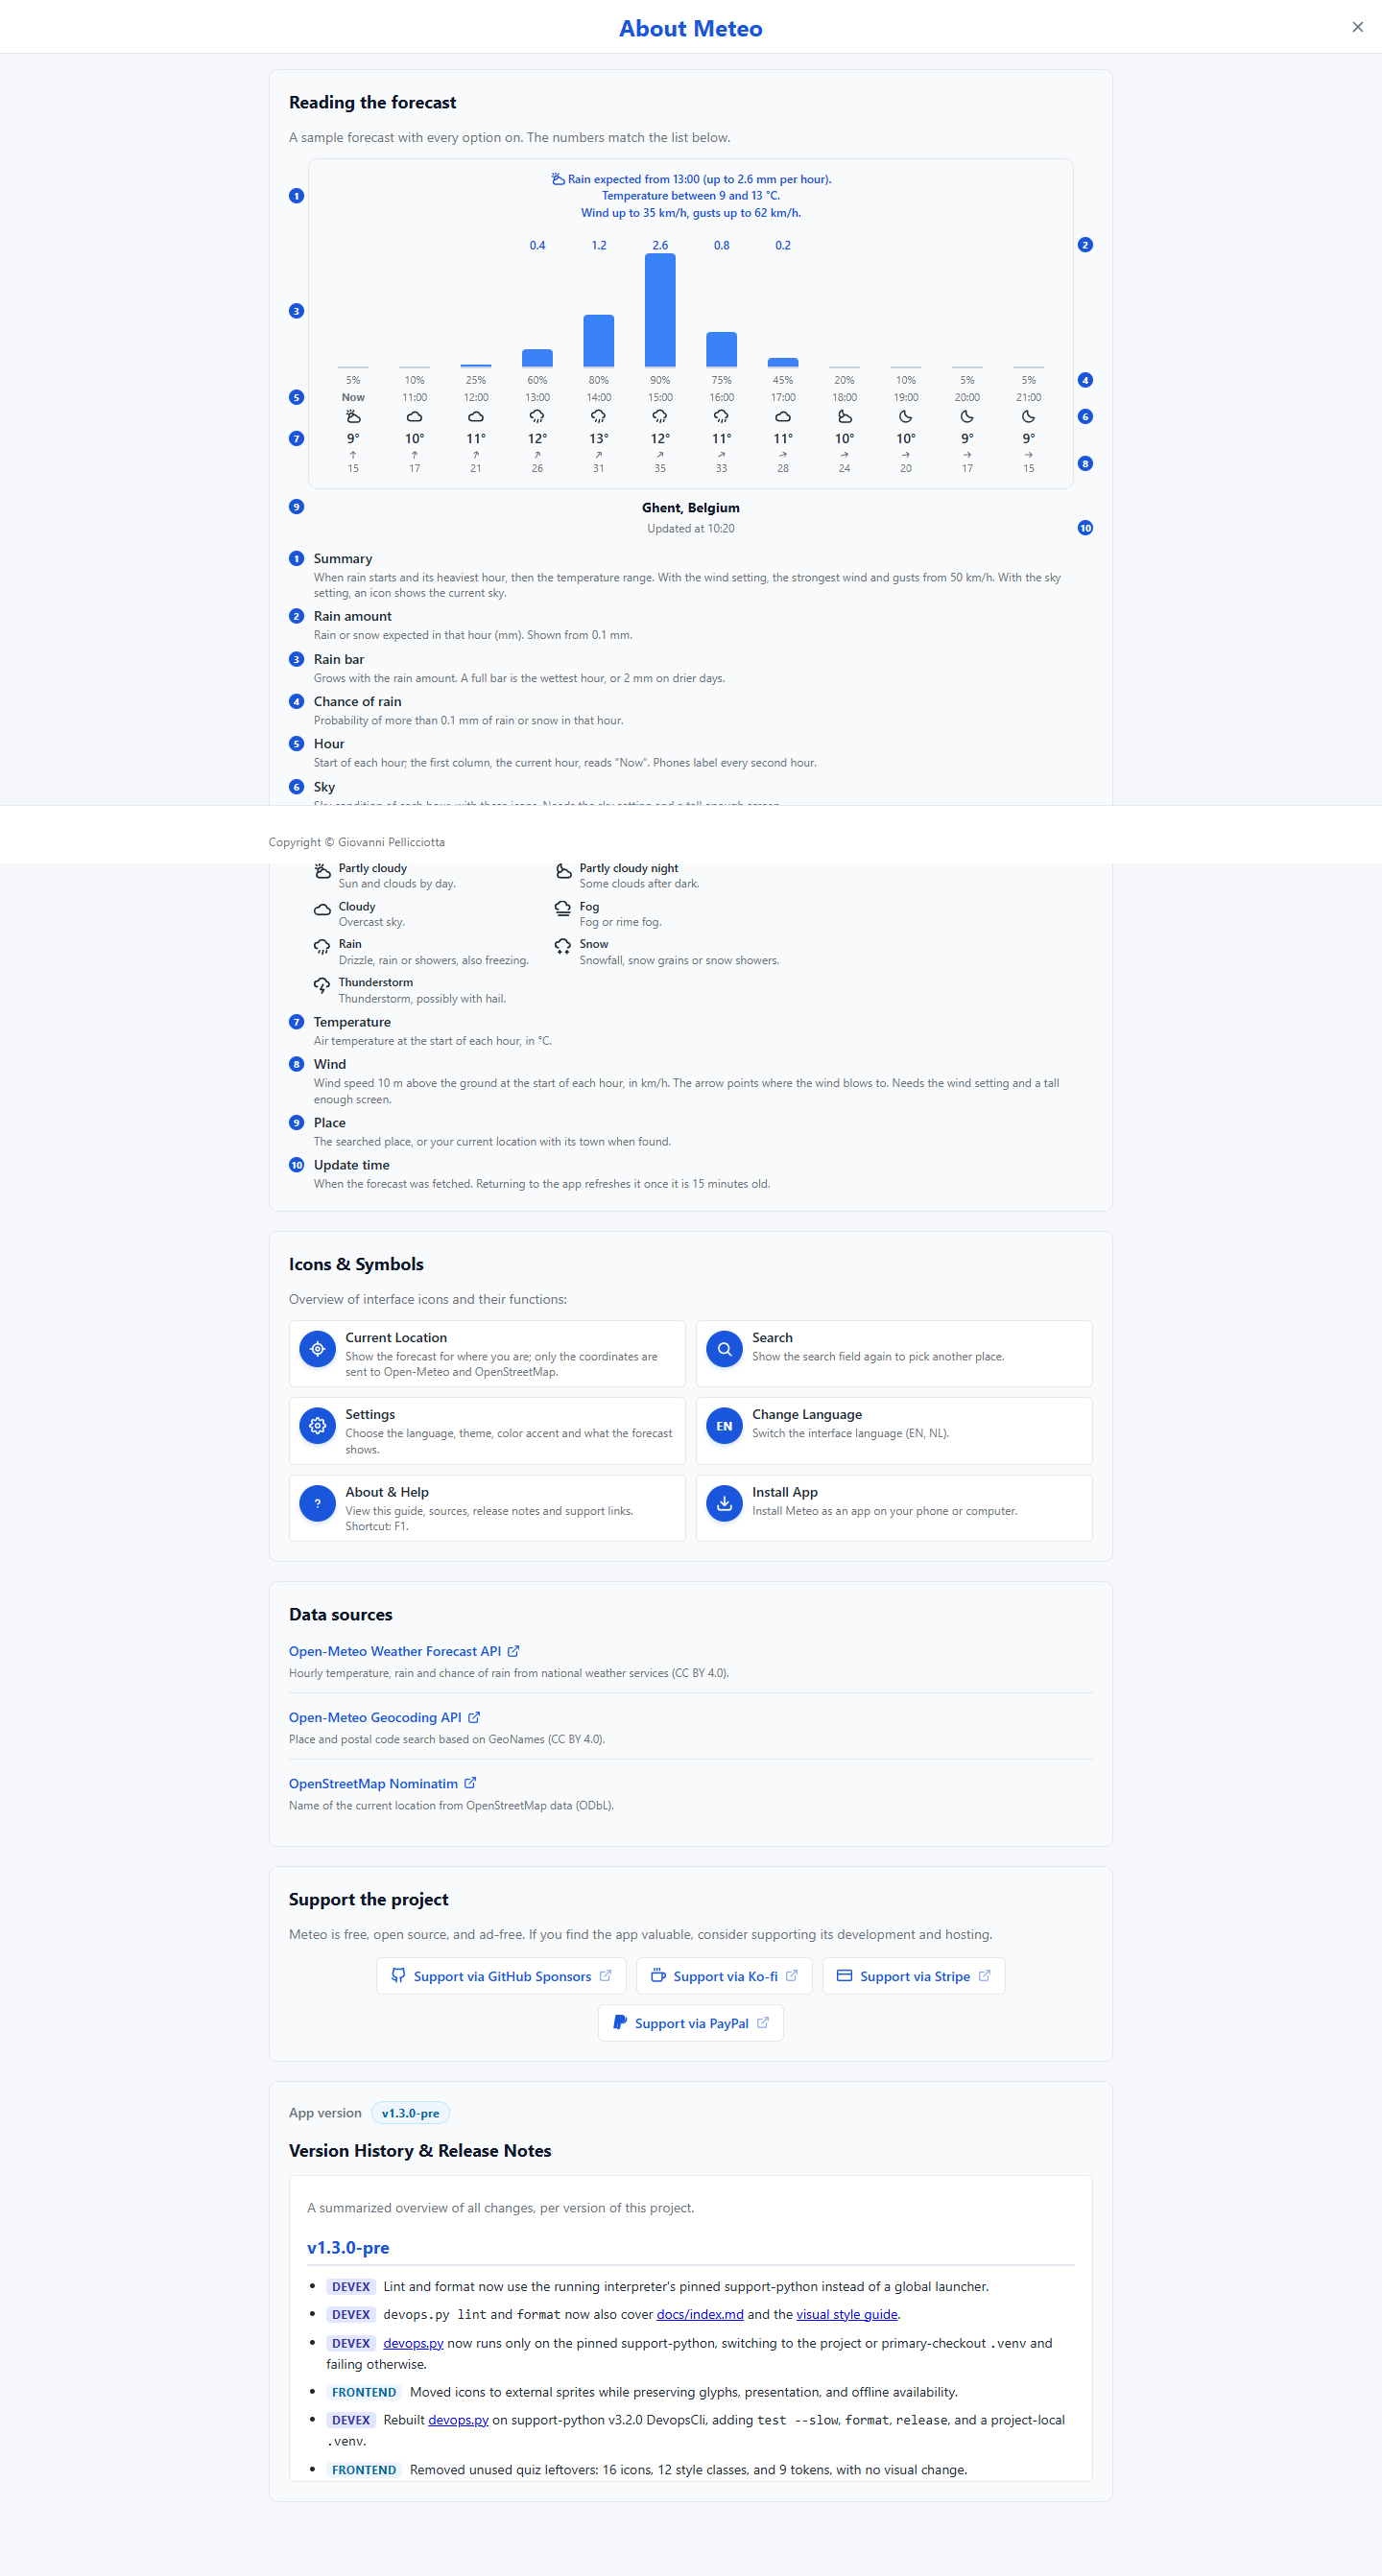 About Meteo
Reading the forecast
A sample forecast with every option on. The numbers match the list below.
1
Rain expected from 13:00 (up to 2.6 mm per hour).
Temperature between 9 and 13 °C.
Wind up to 35 km/h, gusts up to 62 km/h.
0.4 1.2 2.6 0.8 0.2
2
3
5% 10% 25% 60% 80% 90% 75% 45% 20% 10% 5% 5%
4
5
Now 11:00 12:00 13:00 14:00 15:00 16:00 17:00 18:00 19:00 20:00 21:00
6
7
9° 10° 11° 12° 13° 12° 11° 11° 10° 10° 9° 9°
15 17 21 26 31 35 33 28 24 20 17 15
8
9
Ghent, Belgium
Updated at 10:20
10
1 Summary
When rain starts and its heaviest hour, then the temperature range. With the wind setting, the strongest wind and gusts from 50 km/h. With the sky
setting, an icon shows the current sky.
2 Rain amount
Rain or snow expected in that hour (mm). Shown from 0.1 mm.
3 Rain bar
Grows with the rain amount. A full bar is the wettest hour, or 2 mm on drier days.
4 Chance of rain
Probability of more than 0.1 mm of rain or snow in that hour.
5 Hour
Start of each hour; the first column, the current hour, reads “Now”. Phones label every second hour.
6 Sky
Copyright © Giovanni Pellicciotta
Partly cloudy
Sun and clouds by day.
Partly cloudy night
Some clouds after dark.
Cloudy
Overcast sky.
Fog
Fog or rime fog.
Rain
Drizzle, rain or showers, also freezing.
Snow
Snowfall, snow grains or snow showers.
Thunderstorm
Thunderstorm, possibly with hail.
7 Temperature
Air temperature at the start of each hour, in °C.
8 Wind
Wind speed 10 m above the ground at the start of each hour, in km/h. The arrow points where the wind blows to. Needs the wind setting and a tall
enough screen.
9 Place
The searched place, or your current location with its town when found.
10 Update time
When the forecast was fetched. Returning to the app refreshes it once it is 15 minutes old.
Icons & Symbols
Overview of interface icons and their functions:
Current Location
Show the forecast for where you are; only the coordinates are
sent to Open-Meteo and OpenStreetMap.
Search
Show the search field again to pick another place.
Settings
Choose the language, theme, color accent and what the forecast
shows.
EN
Change Language
Switch the interface language (EN, NL).
?
About & Help
View this guide, sources, release notes and support links.
Shortcut: F1.
Install App
Install Meteo as an app on your phone or computer.
Data sources
Open-Meteo Weather Forecast API
Hourly temperature, rain and chance of rain from national weather services (CC BY 4.0).
Open-Meteo Geocoding API
Place and postal code search based on GeoNames (CC BY 4.0).
OpenStreetMap Nominatim
Name of the current location from OpenStreetMap data (ODbL).
Support the project
Meteo is free, open source, and ad-free. If you find the app valuable, consider supporting its development and hosting.
Support via GitHub Sponsors
Support via Ko-fi
Support via Stripe
Support via PayPal
App version v1.3.0-pre
Version History & Release Notes
A summarized overview of all changes, per version of this project.
v1.3.0-pre
• DEVEX Lint and format now use the running interpreter's pinned support-python instead of a global launcher.
• DEVEX devops.py lint and format now also cover docs/index.md and the visual style guide.
• DEVEX devops.py now runs only on the pinned support-python, switching to the project or primary-checkout .venv and
failing otherwise.
• FRONTEND Moved icons to external sprites while preserving glyphs, presentation, and offline availability.
• DEVEX Rebuilt devops.py on support-python v3.2.0 DevopsCli, adding test --slow, format, release, and a project-local
.venv.
• FRONTEND Removed unused quiz leftovers: 16 icons, 12 style classes, and 9 tokens, with no visual change.